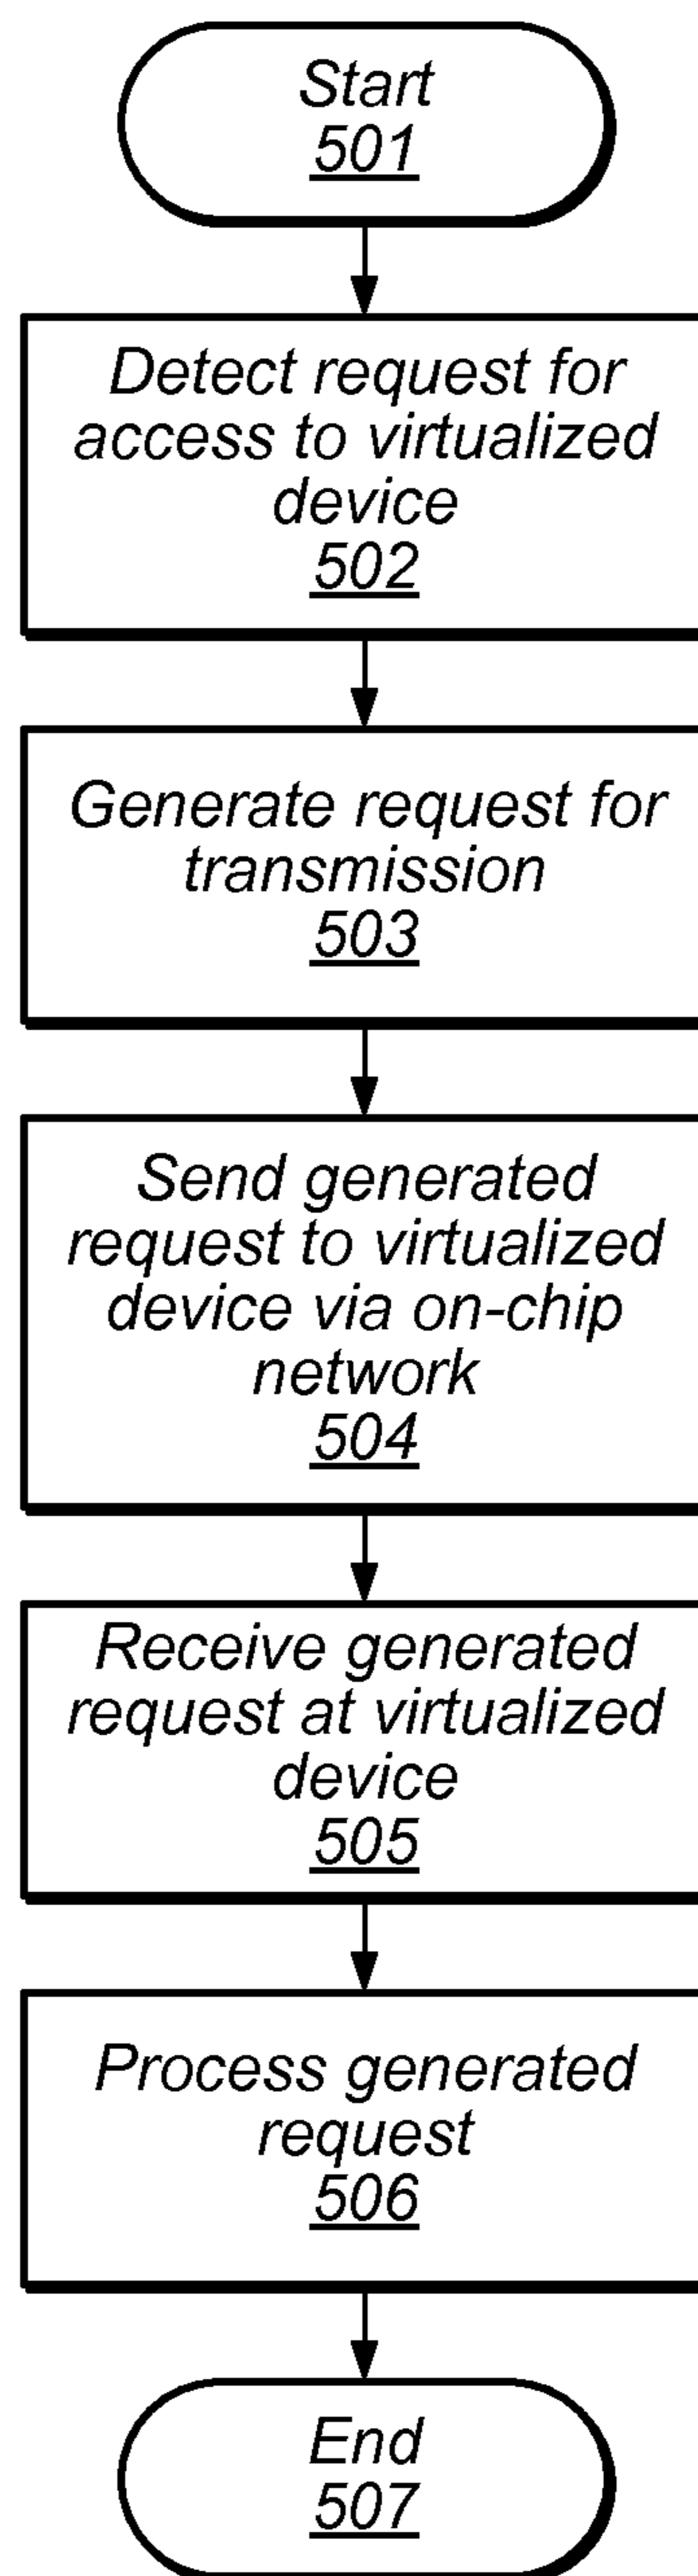 Start
501
Detect request for
access to virtualized
device
502
Generate request for
transmission
503
Send generated
request to virtualized
device via on-chip
network
504
Receive generated
request at virtualized
device
505
Process generated
request
506
End
507